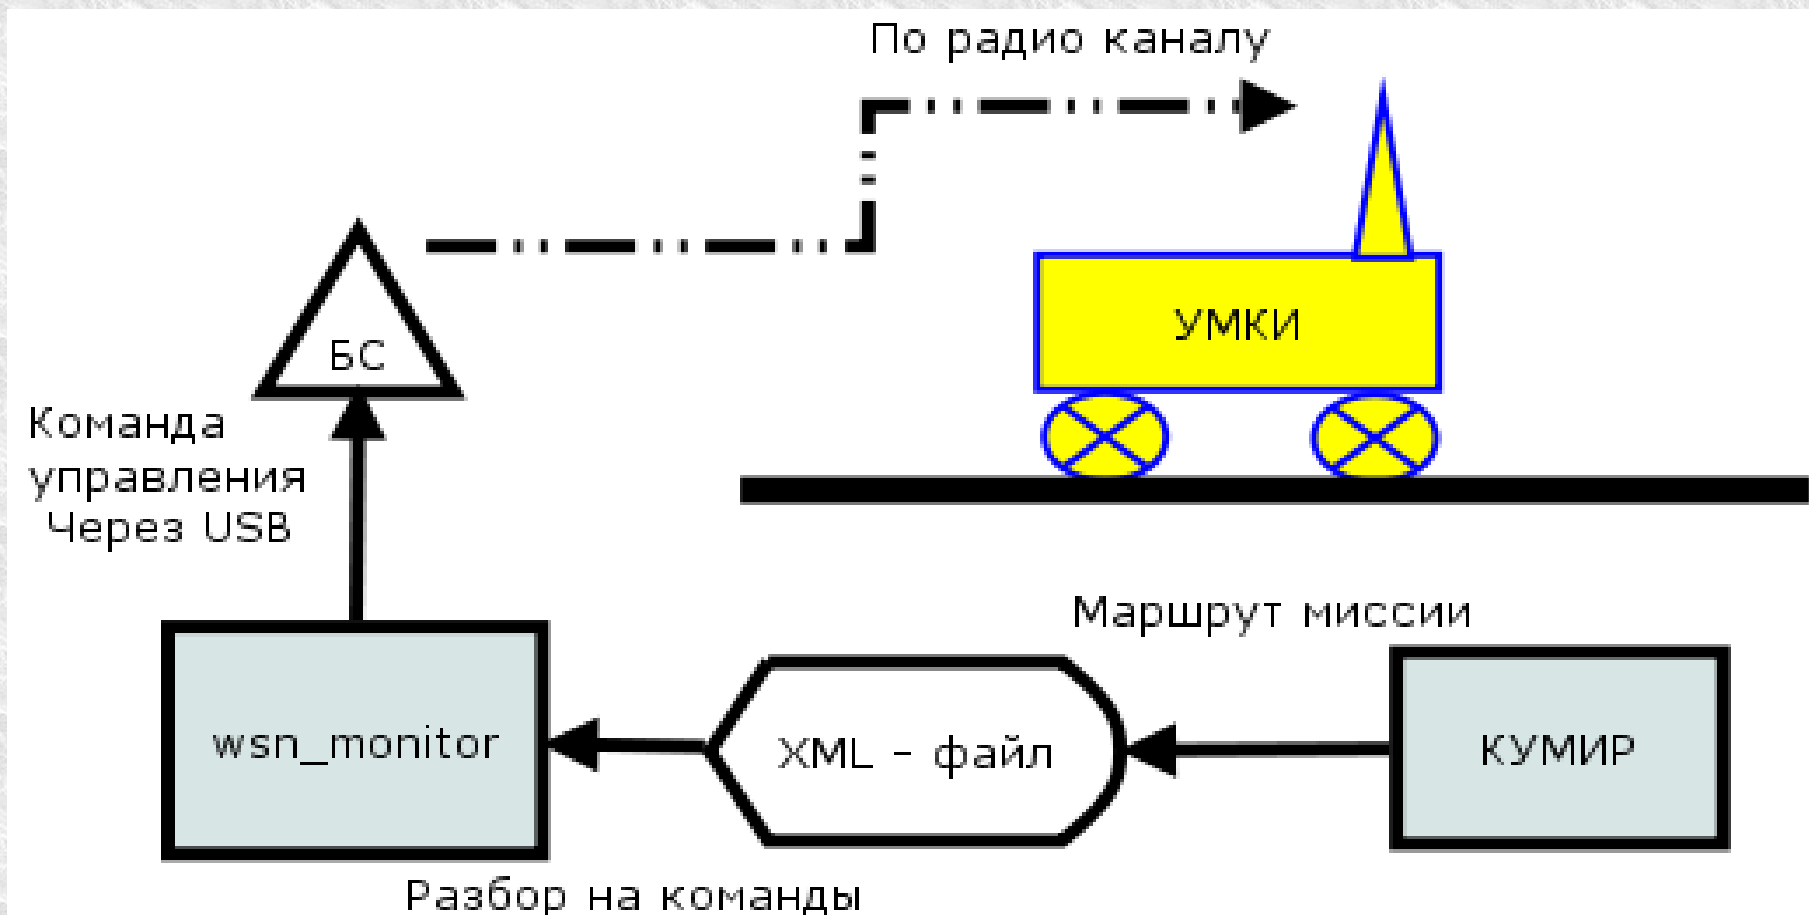 По радио каналу
УМКИ
БС
Команда
управления
Через USB
Маршрут миссии
wsn_monitor
XML - файл
КУМИР
Разбор на команды